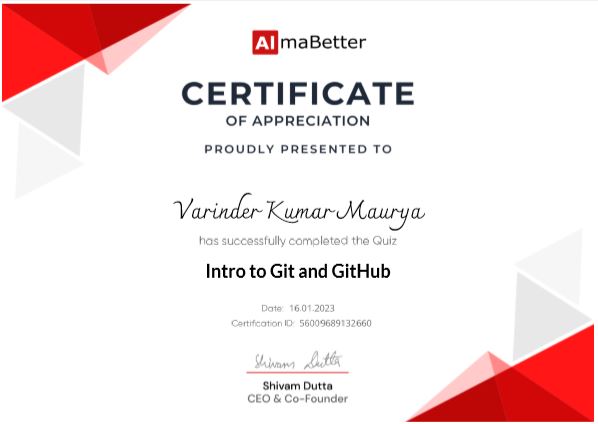 AlmaBetter
CERTIFICATE
OF APPRECIATION
PROUDLY PRESENTED TO
Varinder Kumar Maurya
has successfully completed the Quiz
Intro to Git and GitHub
Date: 16.01.2023
Certifcation ID: 56009689132660
Shivam Dutta
Shivam Dutta
CEO & Co-Founder